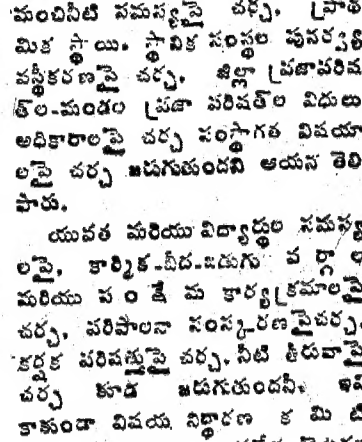 మంచినీటి సమస్యపై చర్చ, ప్రాథ
మిక స్థాయి, స్థానిక సంస్థల పునర్వ్య
వస్థీకరణపై చర్చ, జిల్లా ప్రజాపరిష
త్‌ల-మండల ప్రజా పరిషత్‌ల విధులు
అధికారాలపై చర్చ సంస్థాగత విషయా
లపై చర్చ జరుగుతుందని ఆయన తెలి
పారు.
యువత మరియు విద్యార్థుల సమస్య
లపై, కార్మిక-బీద-బడుగు వర్గాల
మరియు సంక్షేమ కార్యక్రమాలపై
చర్చ, పరిపాలనా సంస్కరణపైచర్చ,
కర్షక పరిషత్తుపై చర్చ, నీటి తీరువాపై
చర్చ కూడ జరుగుతుందనీ, ఇవి
కాకుండా విషయ నిర్ధారణ కమిటీ